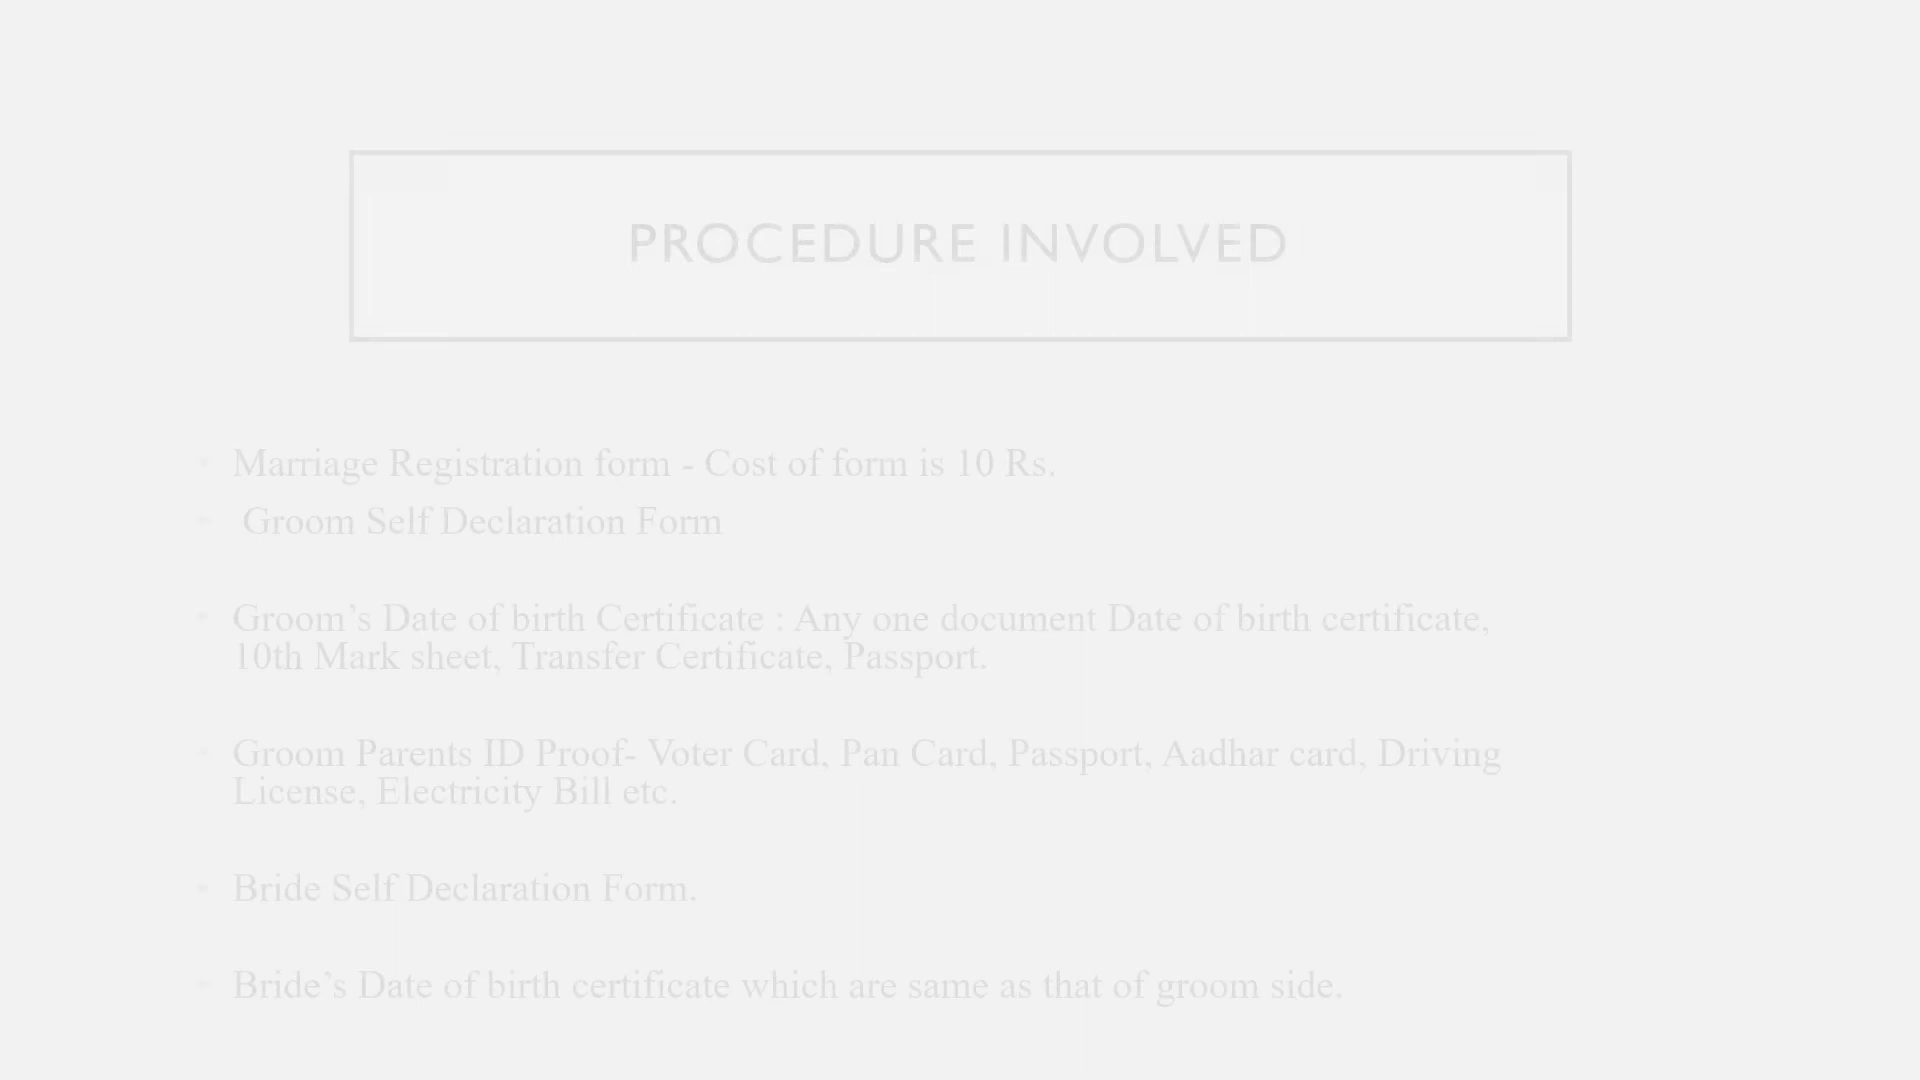 PROCEDURE INVOLVED
• Marriage Registration form - Cost of form is 10 Rs.
• Groom Self Declaration Form
• Groom’s Date of birth Certificate : Any one document Date of birth certificate,
10th Mark sheet, Transfer Certificate, Passport.
• Groom Parents ID Proof- Voter Card, Pan Card, Passport, Aadhar card, Driving
License, Electricity Bill etc.
• Bride Self Declaration Form.
• Bride’s Date of birth certificate which are same as that of groom side.